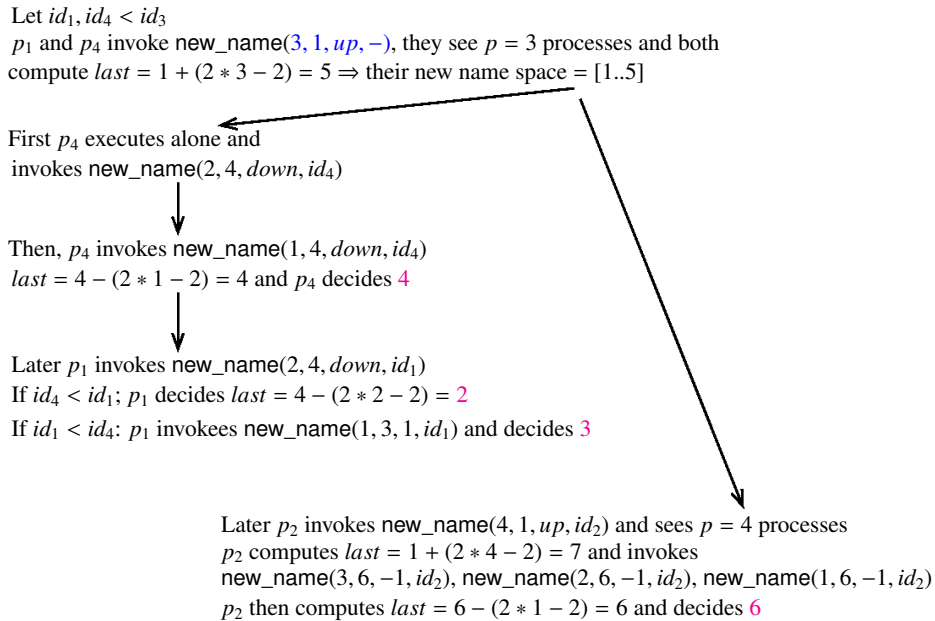 Let id₁, id₄ < id₃
p₁ and p₄ invoke new_name(3, 1, up, −), they see p = 3 processes and both
compute last = 1 + (2 ∗ 3 − 2) = 5 ⇒ their new name space = [1..5]
First p₄ executes alone and
invokes new_name(2, 4, down, id₄)
Then, p₄ invokes new_name(1, 4, down, id₄)
last = 4 − (2 ∗ 1 − 2) = 4 and p₄ decides 4
Later p₁ invokes new_name(2, 4, down, id₁)
If id₄ < id₁; p₁ decides last = 4 − (2 ∗ 2 − 2) = 2
If id₁ < id₄: p₁ invokees new_name(1, 3, 1, id₁) and decides 3
Later p₂ invokes new_name(4, 1, up, id₂) and sees p = 4 processes
p₂ computes last = 1 + (2 ∗ 4 − 2) = 7 and invokes
new_name(3, 6, −1, id₂), new_name(2, 6, −1, id₂), new_name(1, 6, −1, id₂)
p₂ then computes last = 6 − (2 ∗ 1 − 2) = 6 and decides 6